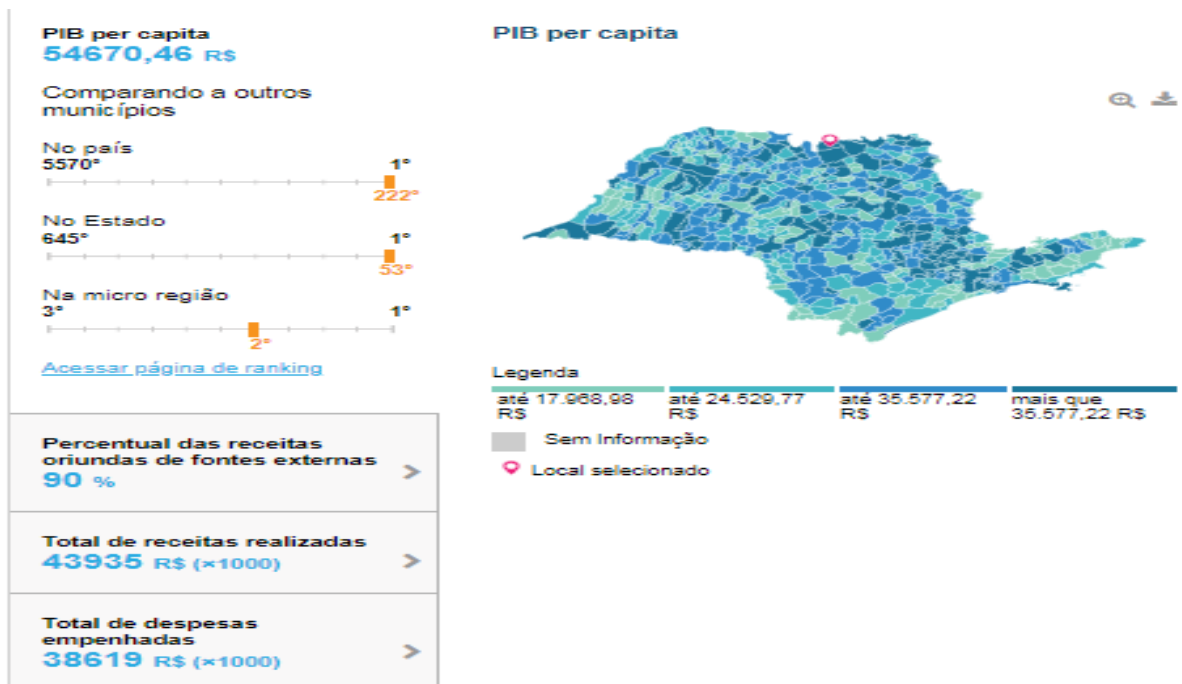 PIB per capita
54670,46 R$
Comparando a outros
municípios
No país
5570° 1°
222°
No Estado
645° 1°
53°
Na micro região
3° 1°
2°
Acessar página de ranking
Percentual das receitas
oriundas de fontes externas
90 %
Total de receitas realizadas
43935 R$ (×1000)
Total de despesas
empenhadas
38619 R$ (×1000)
PIB per capita
Legenda
até 17.968,98
R$
até 24.529,77
R$
até 35.577,22
R$
mais que
35.577,22 R$
Sem Informação
Local selecionado